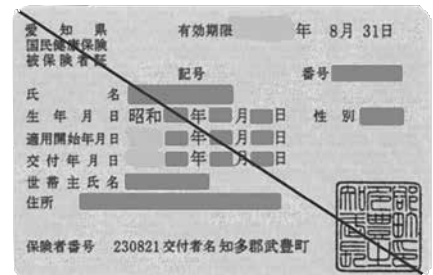 愛知県 有効期限 年 8月 31日
国民健康保険
被保険者証
記号 番号
氏名
生年月日 昭和 年 月 日 性別
適用開始年月日 年 月 日
交付年月日 年 月 日
世帯主氏名
住所
保険者番号 230821 交付者名 知多郡武豊町